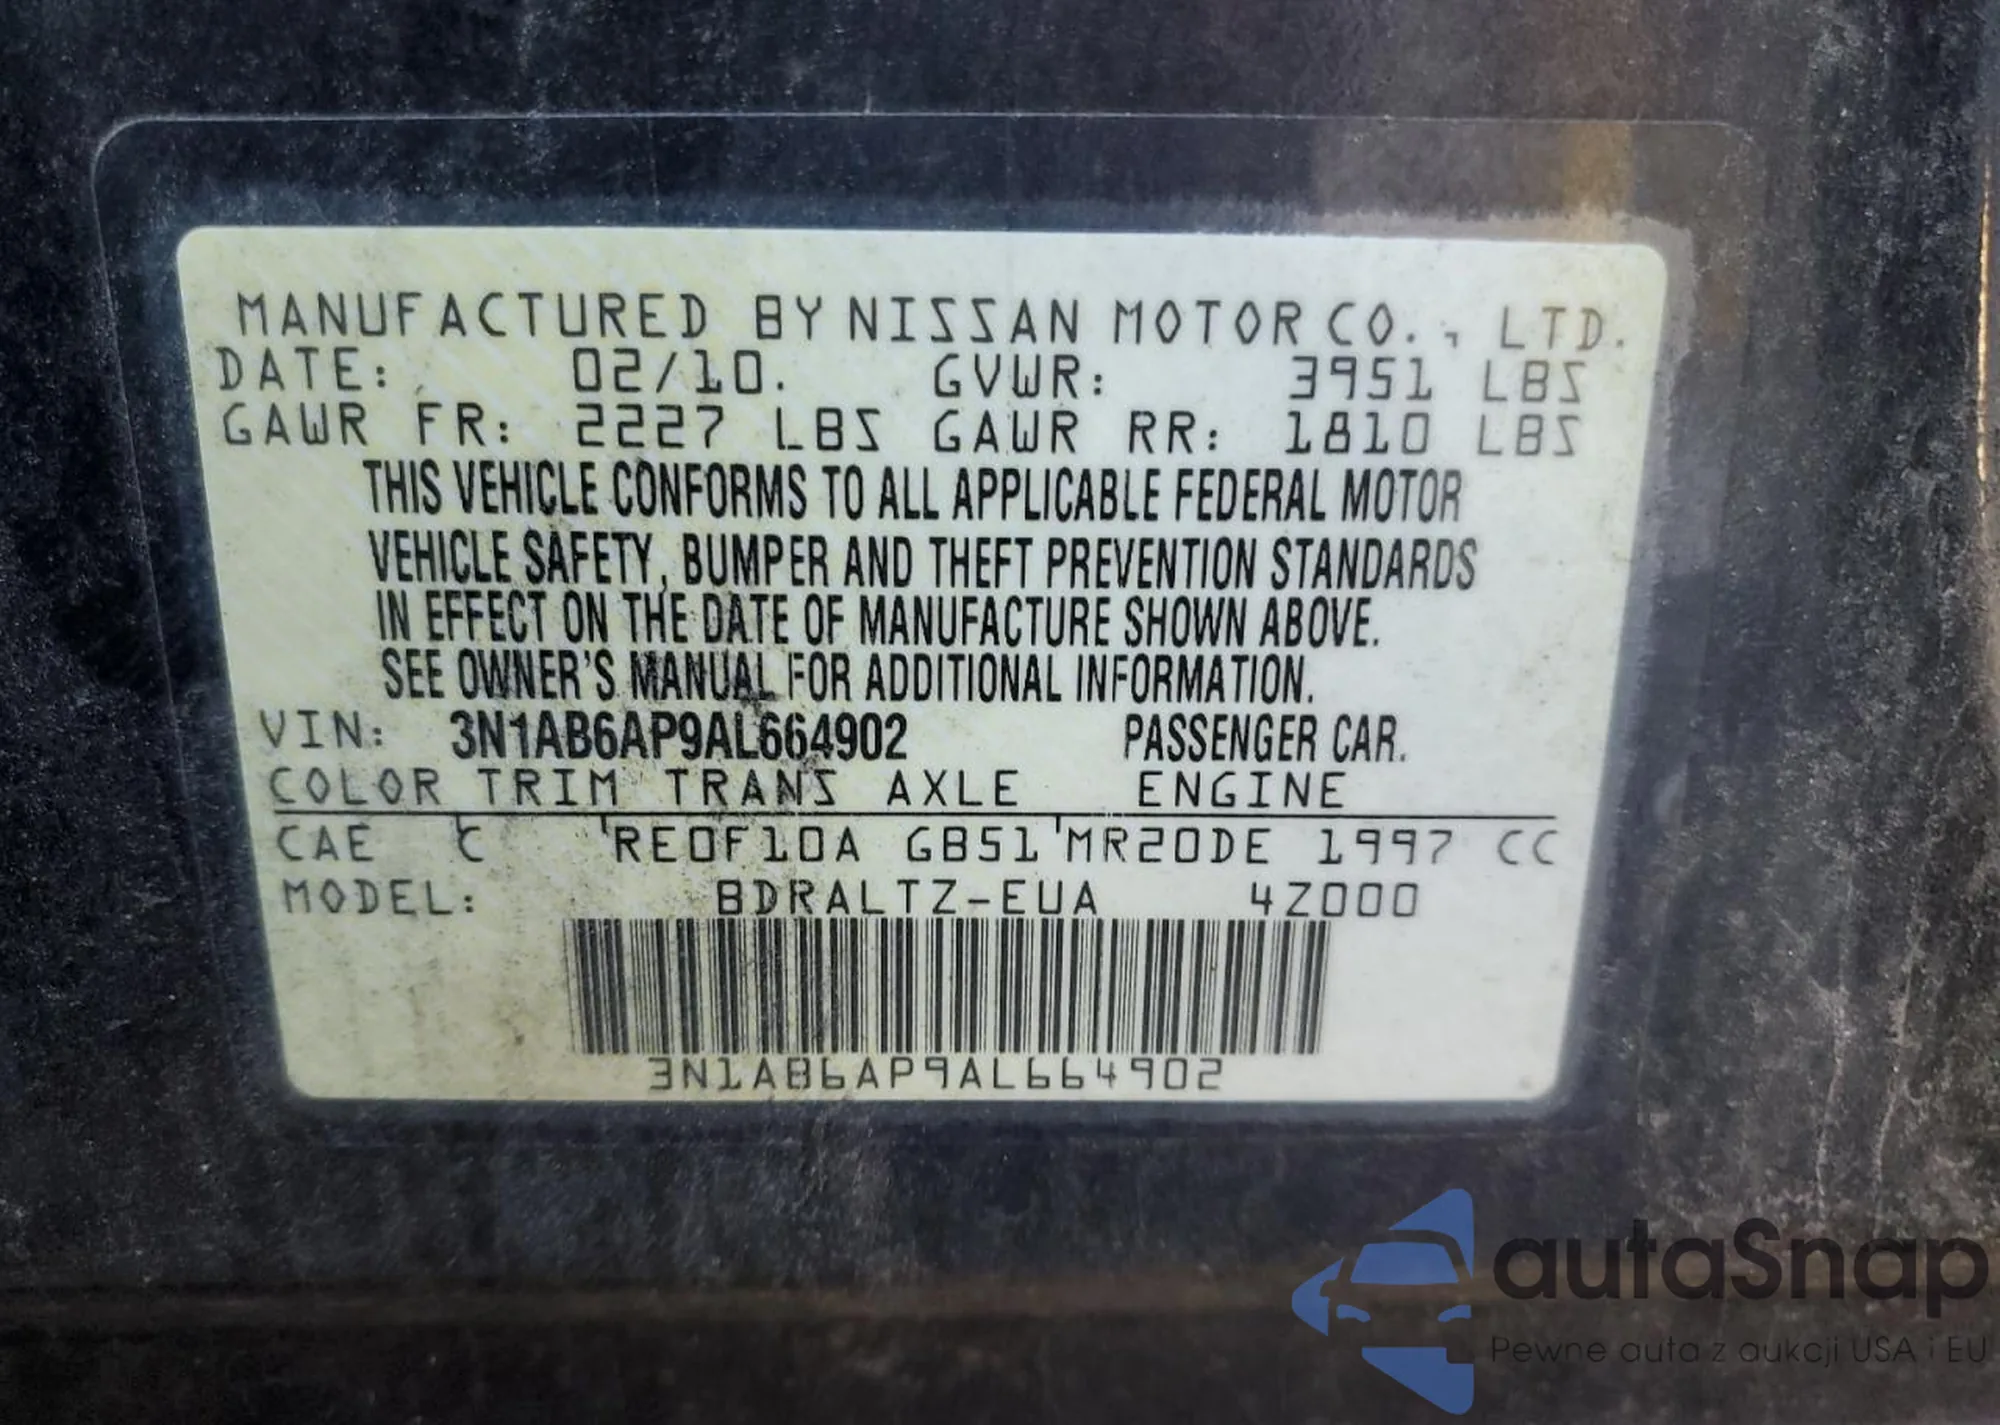 MANUFACTURED BY NISSAN MOTOR CO., LTD.
DATE: 02/10. GVWR: 3951 LBS
GAWR FR: 2227 LBS GAWR RR: 1810 LBS
THIS VEHICLE CONFORMS TO ALL APPLICABLE FEDERAL MOTOR
VEHICLE SAFETY, BUMPER AND THEFT PREVENTION STANDARDS
IN EFFECT ON THE DATE OF MANUFACTURE SHOWN ABOVE.
SEE OWNER'S MANUAL FOR ADDITIONAL INFORMATION.
VIN: 3N1AB6AP9AL664902 PASSENGER CAR.
COLOR TRIM TRANS AXLE ENGINE
CAE C RE0F10A GB51 MR20DE 1997 CC
MODEL: BDRALTZ-EUA 4Z000
3N1AB6AP9AL664902
autaSnap
Pewne auta z aukcji USA i EU